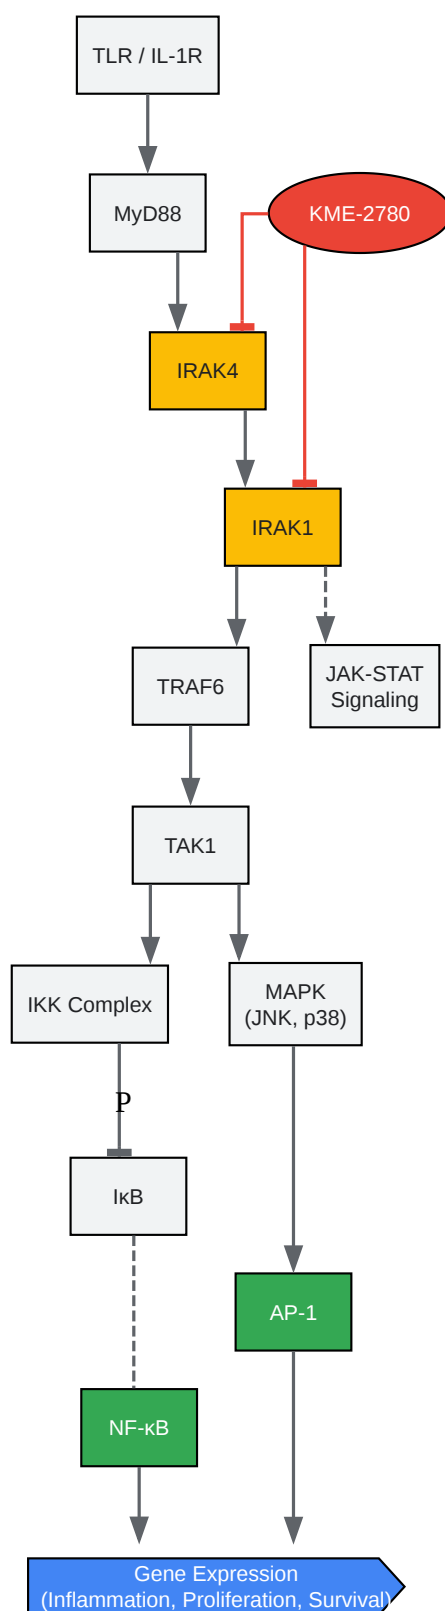 TLR / IL-1R
MyD88
KME-2780
IRAK4
IRAK1
TRAF6
JAK-STAT
Signaling
TAK1
IKK Complex
MAPK
(JNK, p38)
P
IκB
AP-1
NF-κB
Gene Expression
(Inflammation, Proliferation, Survival)